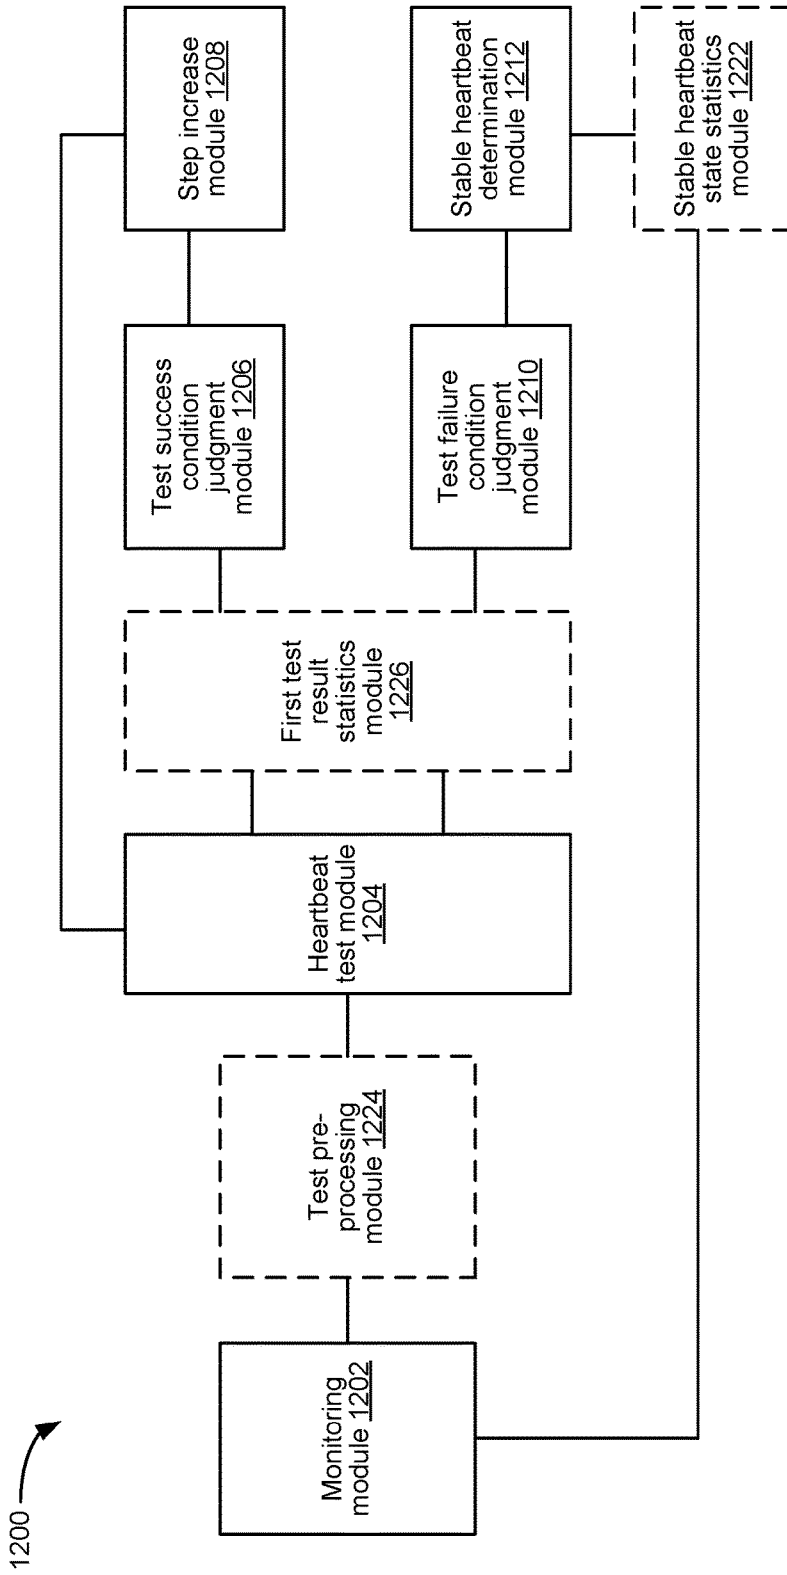 1200
Monitoring
module 1202
Test pre-
processing
module 1224
Heartbeat
test module
1204
First test
result
statistics
module
1226
Test success
condition
judgment
module 1206
Step increase
module 1208
Test failure
condition
judgment
module 1210
Stable heartbeat
determination
module 1212
Stable heartbeat
state statistics
module 1222